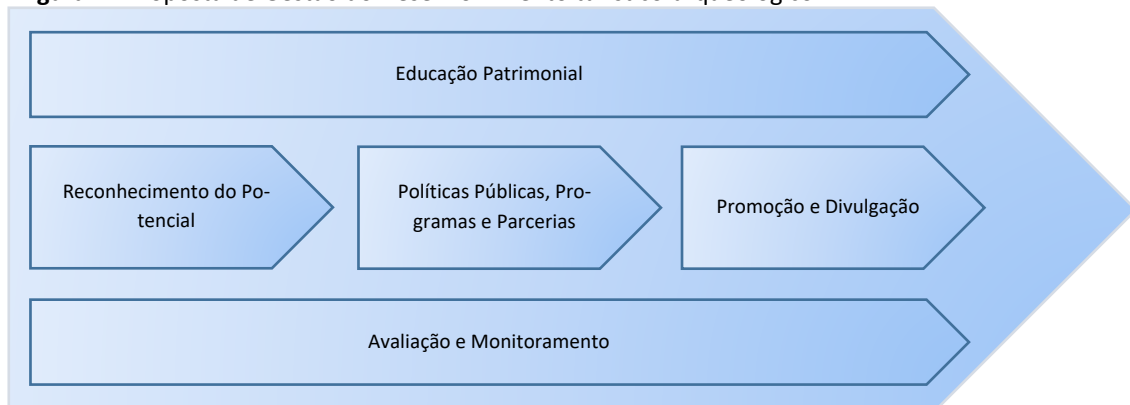 Educação Patrimonial
Reconhecimento do Po-
tencial
Políticas Públicas, Pro-
gramas e Parcerias
Promoção e Divulgação
Avaliação e Monitoramento